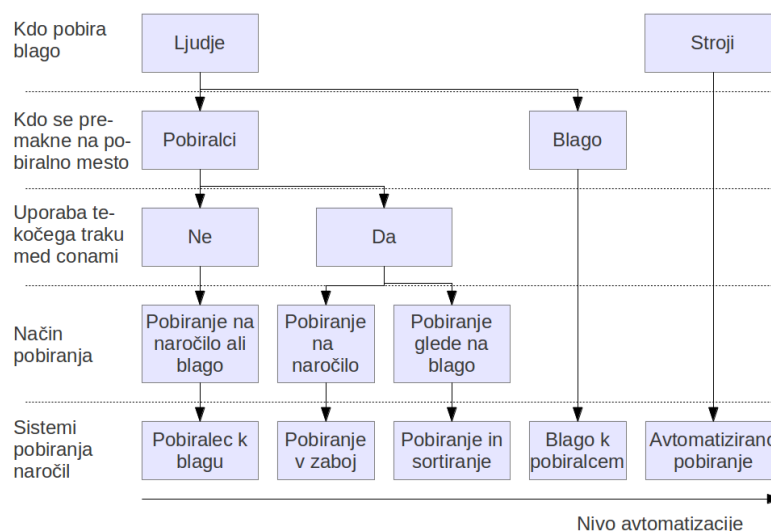 Kdo pobira
blago
Ljudje
Stroji
Kdo se pre-
makne na po-
biralno mesto
Pobiralci
Blago
Uporaba te-
kočega traku
med conami
Ne
Da
Način
pobiranja
Pobiranje na
naročilo ali
blago
Pobiranje
na
naročilo
Pobiranje
glede na
blago
Sistemi
pobiranja
naročil
Pobiralec k
blagu
Pobiranje
v zaboj
Pobiranje in
sortiranje
Blago k
pobiralcem
Avtomatizirano
pobiranje
Nivo avtomatizacije